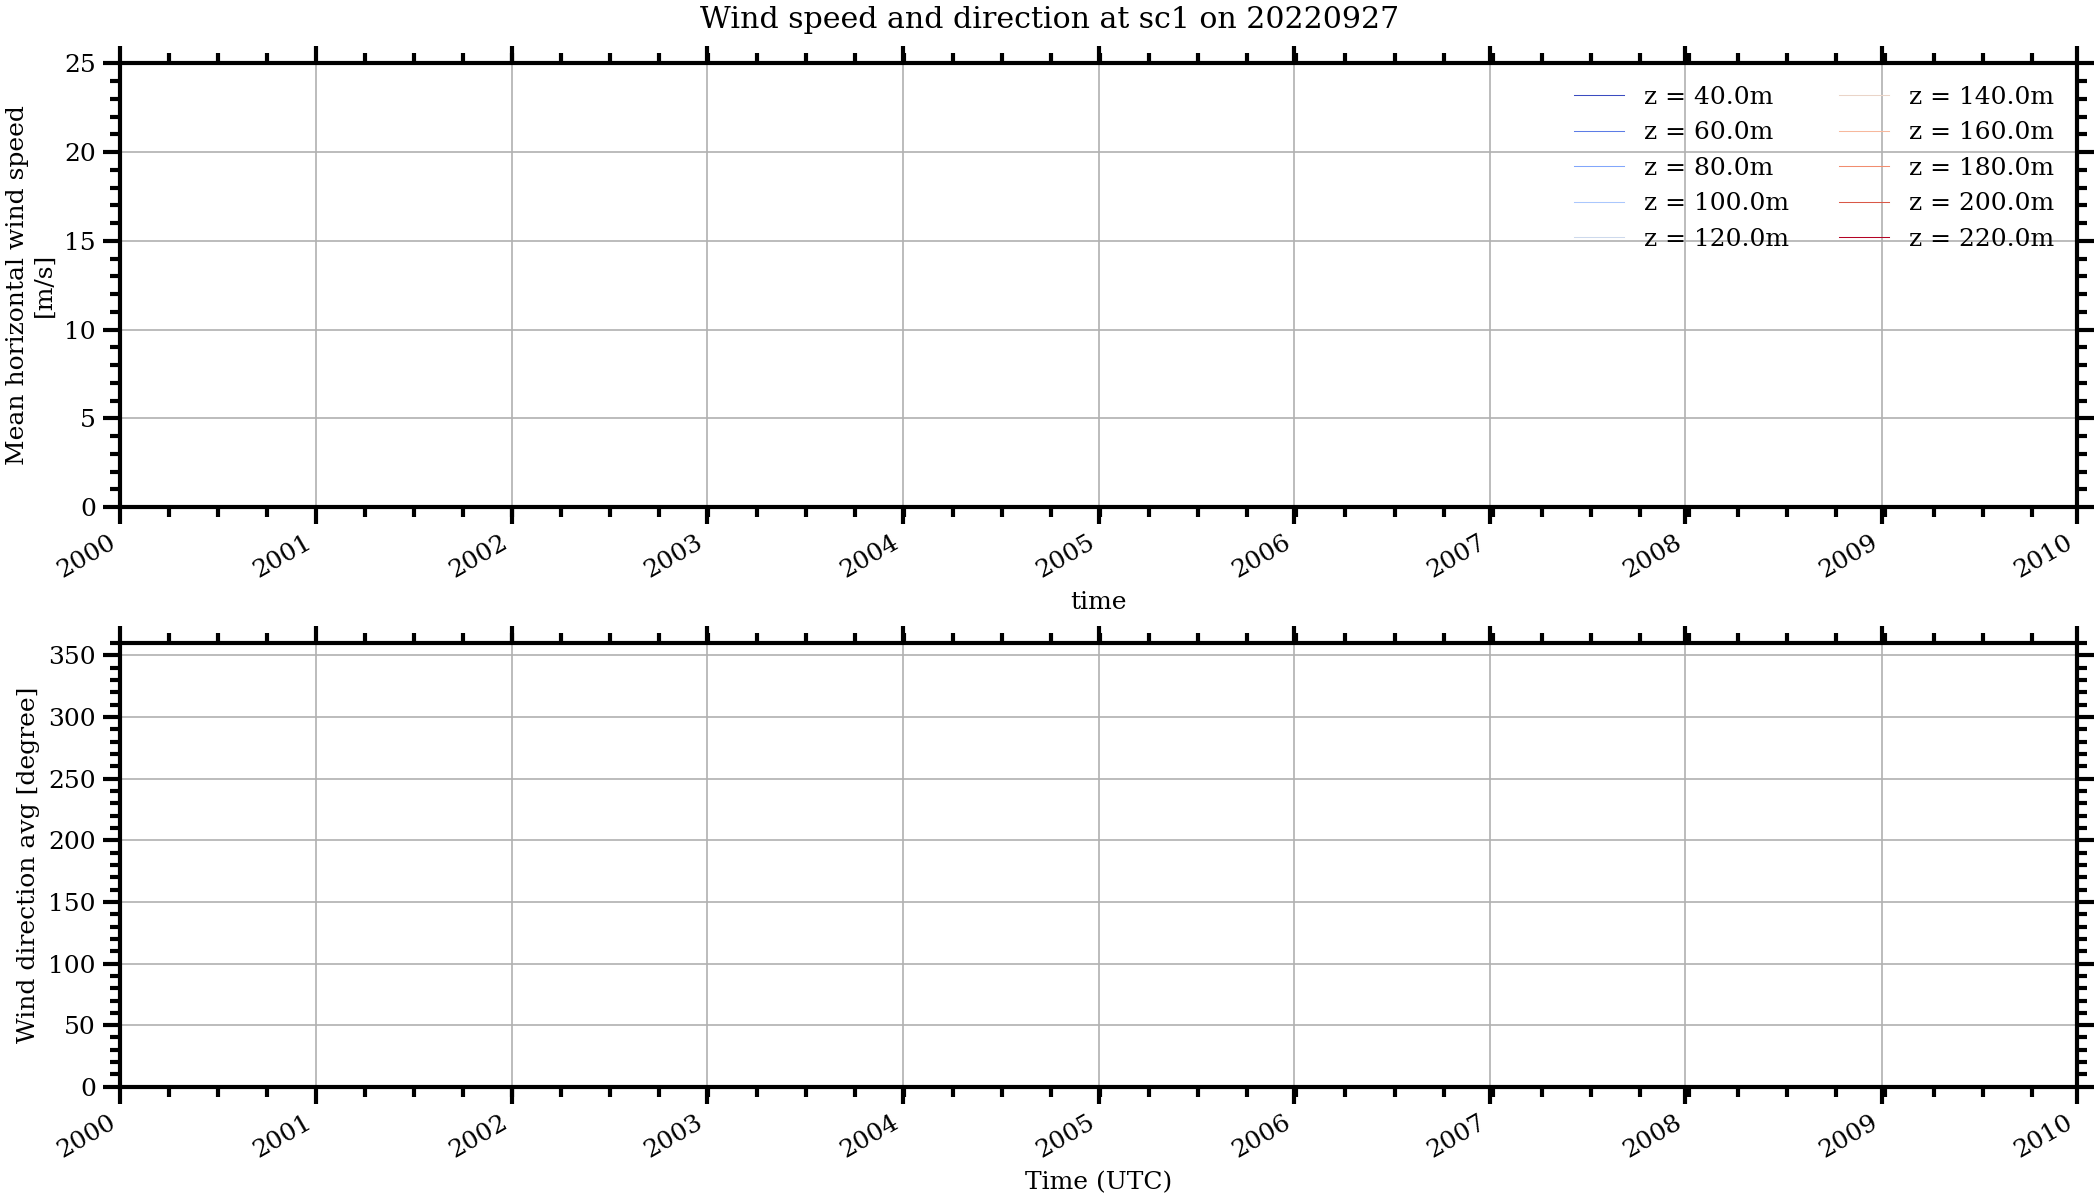 Wind speed and direction at sc1 on 20220927
Mean horizontal wind speed
[m/s]
25
20
15
10
5
0
z = 40.0m
z = 60.0m
z = 80.0m
z = 100.0m
z = 120.0m
z = 140.0m
z = 160.0m
z = 180.0m
z = 200.0m
z = 220.0m
2000 2001 2002 2003 2004 2005 2006 2007 2008 2009 2010
time
Wind direction avg [degree]
350
300
250
200
150
100
50
0
2000 2001 2002 2003 2004 2005 2006 2007 2008 2009 2010
Time (UTC)